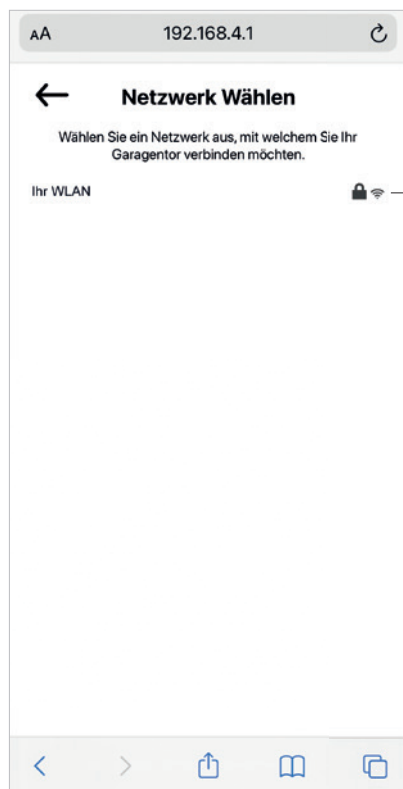 AA 192.168.4.1
Netzwerk Wählen
Wählen Sie ein Netzwerk aus, mit welchem Sie Ihr
Garagentor verbinden möchten.
Ihr WLAN